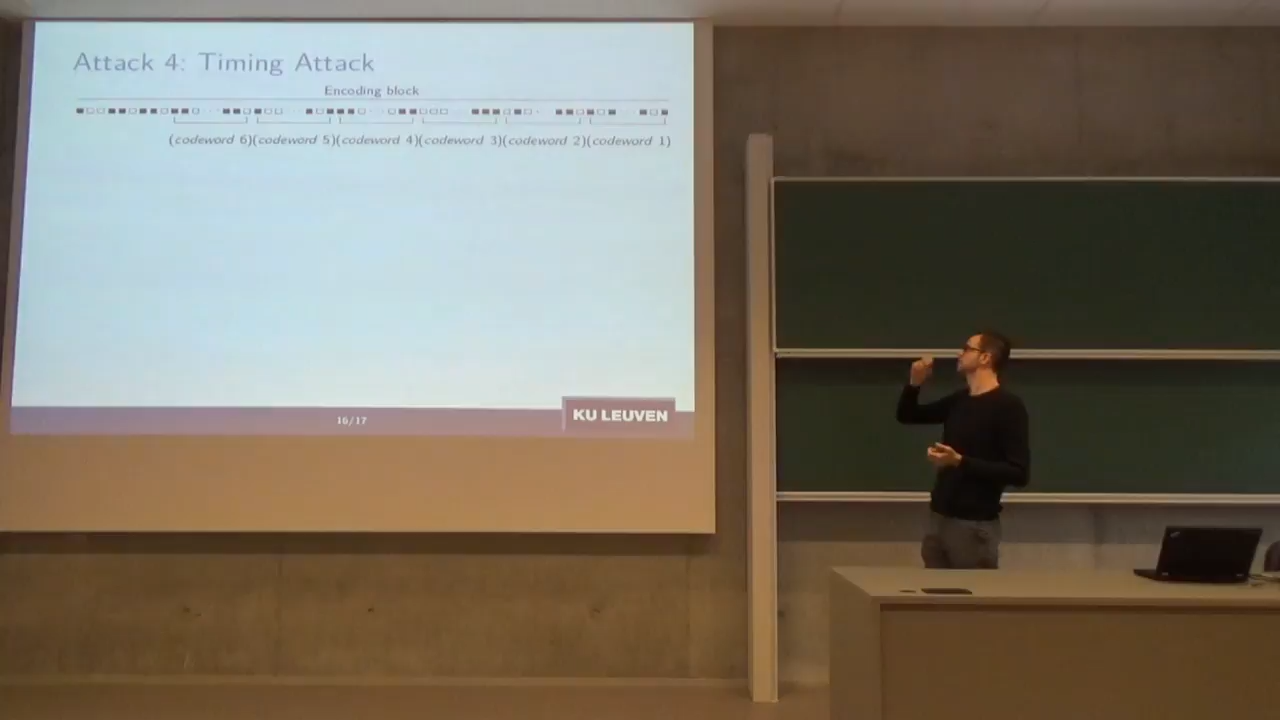 Attack 4: Timing Attack
Encoding block
(codeword 6)(codeword 5)(codeword 4)(codeword 3)(codeword 2)(codeword 1)
16/17
KU LEUVEN